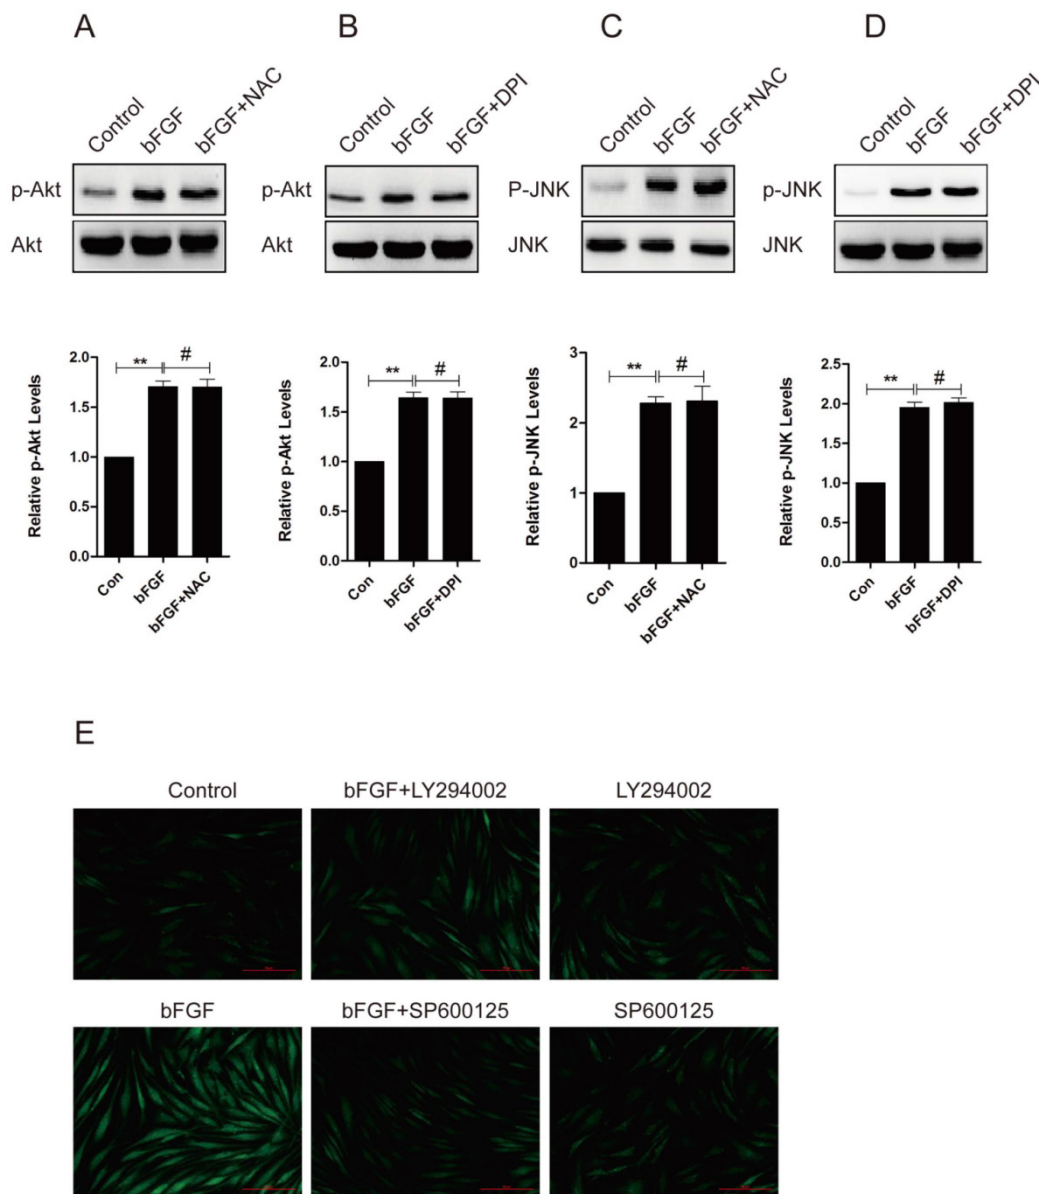 A
B
C
D
Control
bFGF
bFGF+NAC
Control
bFGF
bFGF+DPI
Control
bFGF
bFGF+NAC
Control
bFGF
bFGF+DPI
p-Akt
p-Akt
P-JNK
p-JNK
Akt
Akt
JNK
JNK
Relative p-Akt Levels
2.0
1.5
1.0
0.5
0.0
**
#
Con
bFGF
bFGF+NAC
Relative p-Akt Levels
2.0
1.5
1.0
0.5
0.0
**
#
Con
bFGF
bFGF+DPI
Relative p-JNK Levels
3
2
1
0
**
#
Con
bFGF
bFGF+NAC
Relative p-JNK Levels
2.5
2.0
1.5
1.0
0.5
0.0
**
#
Con
bFGF
bFGF+DPI
E
Control
bFGF+LY294002
LY294002
bFGF
bFGF+SP600125
SP600125